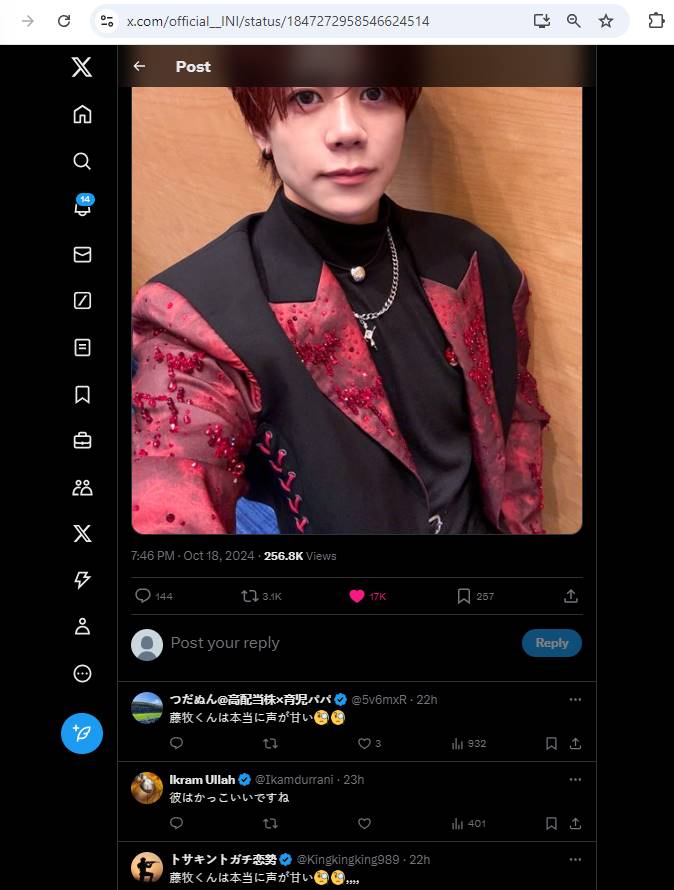 x.com/official__INI/status/1847272958546624514
Post
14
7:46 PM · Oct 18, 2024 · 256.8K Views
144 3.1K 17K 257
Post your reply
Reply
つだぬん@高配当株×育児パパ @5v6mxR · 22h
藤牧くんは本当に声が甘い🧐🧐
3 932
Ikram Ullah @Ikamdurrani · 23h
彼はかっこいいですね
401
トサキントガチ恋勢 @Kingkingking989 · 22h
藤牧くんは本当に声が甘い🧐🧐,,,,